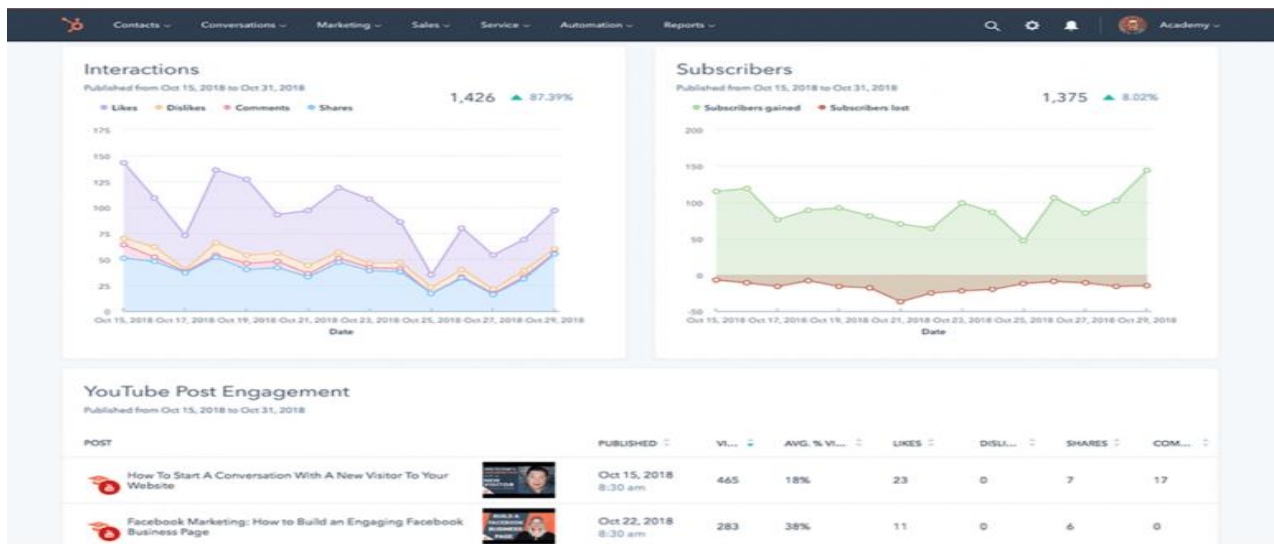 Contacts Conversations Marketing Sales Service Automation Reports Academy
Interactions
Published from Oct 15, 2018 to Oct 31, 2018
Likes Dislikes Comments Shares
1,426 87.39%
175
150
125
100
75
50
25
0
Oct 15, 2018 Oct 17, 2018 Oct 19, 2018 Oct 21, 2018 Oct 23, 2018 Oct 25, 2018 Oct 27, 2018 Oct 29, 2018
Date
Subscribers
Published from Oct 15, 2018 to Oct 31, 2018
Subscribers gained Subscribers lost
1,375 8.02%
200
150
100
50
0
-50
Oct 15, 2018 Oct 17, 2018 Oct 19, 2018 Oct 21, 2018 Oct 23, 2018 Oct 25, 2018 Oct 27, 2018 Oct 29, 2018
Date
YouTube Post Engagement
Published from Oct 15, 2018 to Oct 31, 2018
POST PUBLISHED VI... AVG. % VI... LIKES DISLI... SHARES COM...
How To Start A Conversation With A New Visitor To Your
Website
NEW
VISITOR
Oct 15, 2018
8:30 am
465 18% 23 0 7 17
Facebook Marketing: How to Build an Engaging Facebook
Business Page
BUILD A
FACEBOOK
BUSINESS
PAGE
Oct 22, 2018
8:30 am
283 38% 11 0 6 0